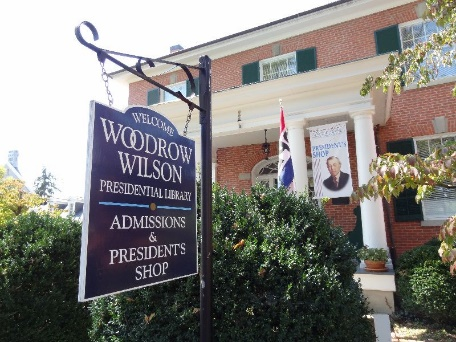 WELCOME
WOODROW
WILSON
PRESIDENTIAL LIBRARY
ADMISSIONS
&
PRESIDENT'S
SHOP
PRESIDENT'S
SHOP